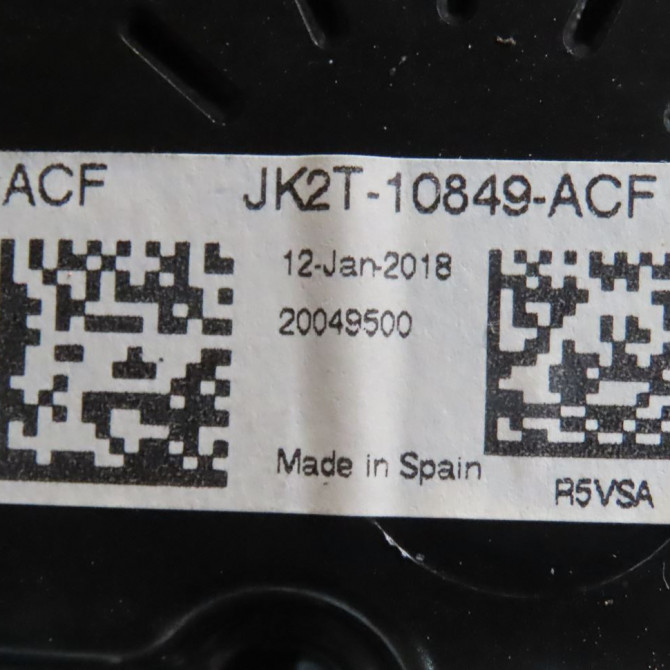 ACF JK2T-10849-ACF
12-Jan-2018
20049500
Made in Spain
R5VSA